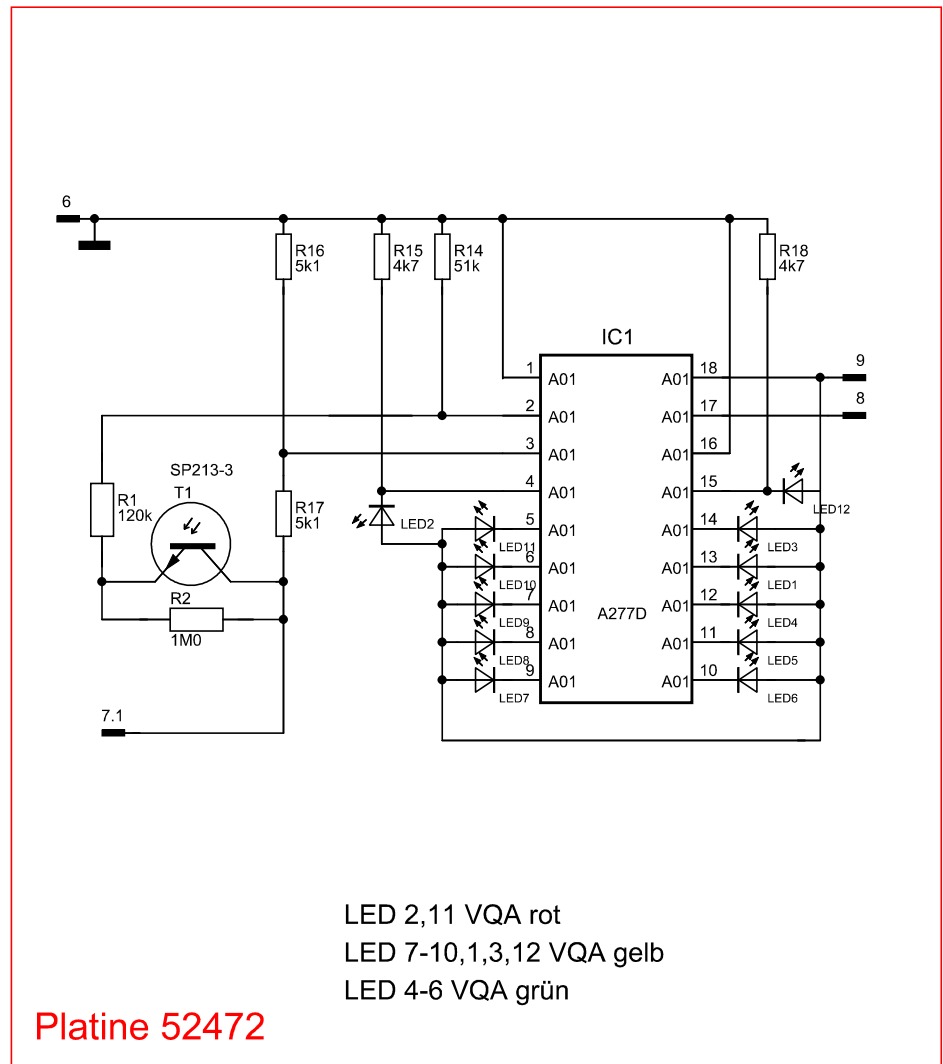 6
R16
5k1
R15
4k7
R14
51k
R18
4k7
IC1
1 A01 A01 18 9
2 A01 A01 17 8
3 A01 A01 16
4 A01 A01 15
SP213-3
T1
R1
120k
R17
5k1
LED2
LED12
5 A01 A01 14
LED11 LED3
6 A01 A01 13
LED10 LED1
7 A01 A277D A01 12
LED9 LED4
R2
1M0
8 A01 A01 11
LED8 LED5
9 A01 A01 10
LED7 LED6
7.1
LED 2,11 VQA rot
LED 7-10,1,3,12 VQA gelb
LED 4-6 VQA grün
Platine 52472